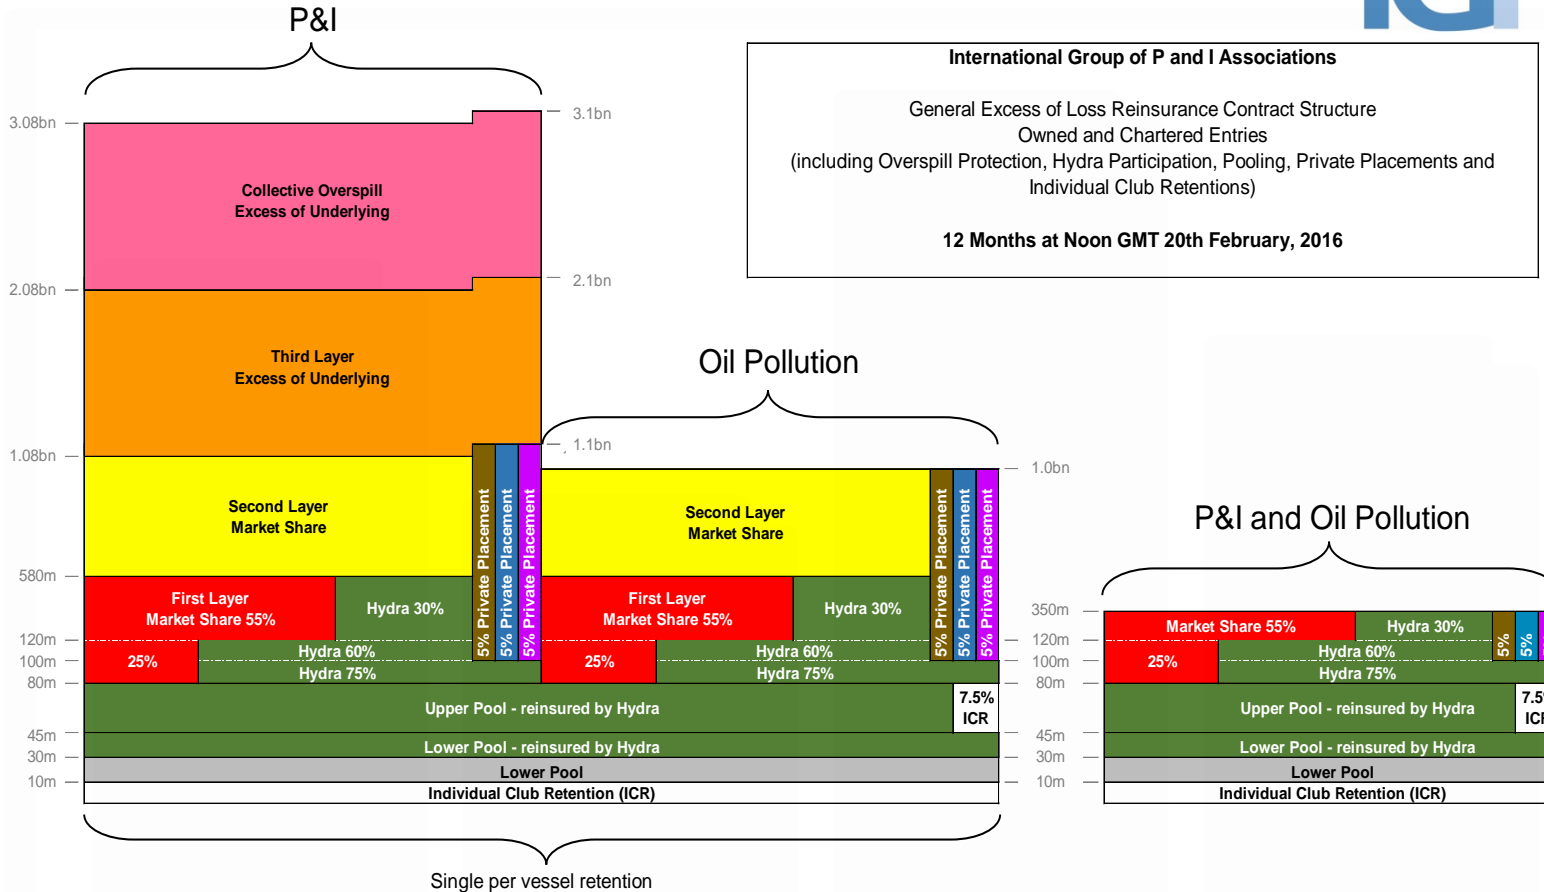 IGP
P&I
International Group of P and I Associations
General Excess of Loss Reinsurance Contract Structure
Owned and Chartered Entries
(including Overspill Protection, Hydra Participation, Pooling, Private Placements and
Individual Club Retentions)
12 Months at Noon GMT 20th February, 2016
3.08bn
3.1bn
Collective Overspill
Excess of Underlying
2.08bn
2.1bn
Third Layer
Excess of Underlying
1.08bn
1.1bn
Second Layer
Market Share
5% Private Placement
5% Private Placement
5% Private Placement
580m
First Layer
Market Share 55%
Hydra 30%
120m
100m
25%
Hydra 60%
Hydra 75%
80m
Oil Pollution
1.0bn
Second Layer
Market Share
5% Private Placement
5% Private Placement
5% Private Placement
First Layer
Market Share 55%
Hydra 30%
25%
Hydra 60%
Hydra 75%
Upper Pool - reinsured by Hydra
7.5%
ICR
45m
Lower Pool - reinsured by Hydra
30m
Lower Pool
10m
Individual Club Retention (ICR)
Single per vessel retention
P&I and Oil Pollution
350m
Market Share 55%
Hydra 30%
5%
5%
120m
100m
25%
Hydra 60%
Hydra 75%
80m
Upper Pool - reinsured by Hydra
45m
Lower Pool - reinsured by Hydra
30m
Lower Pool
10m
Individual Club Retention (ICR)